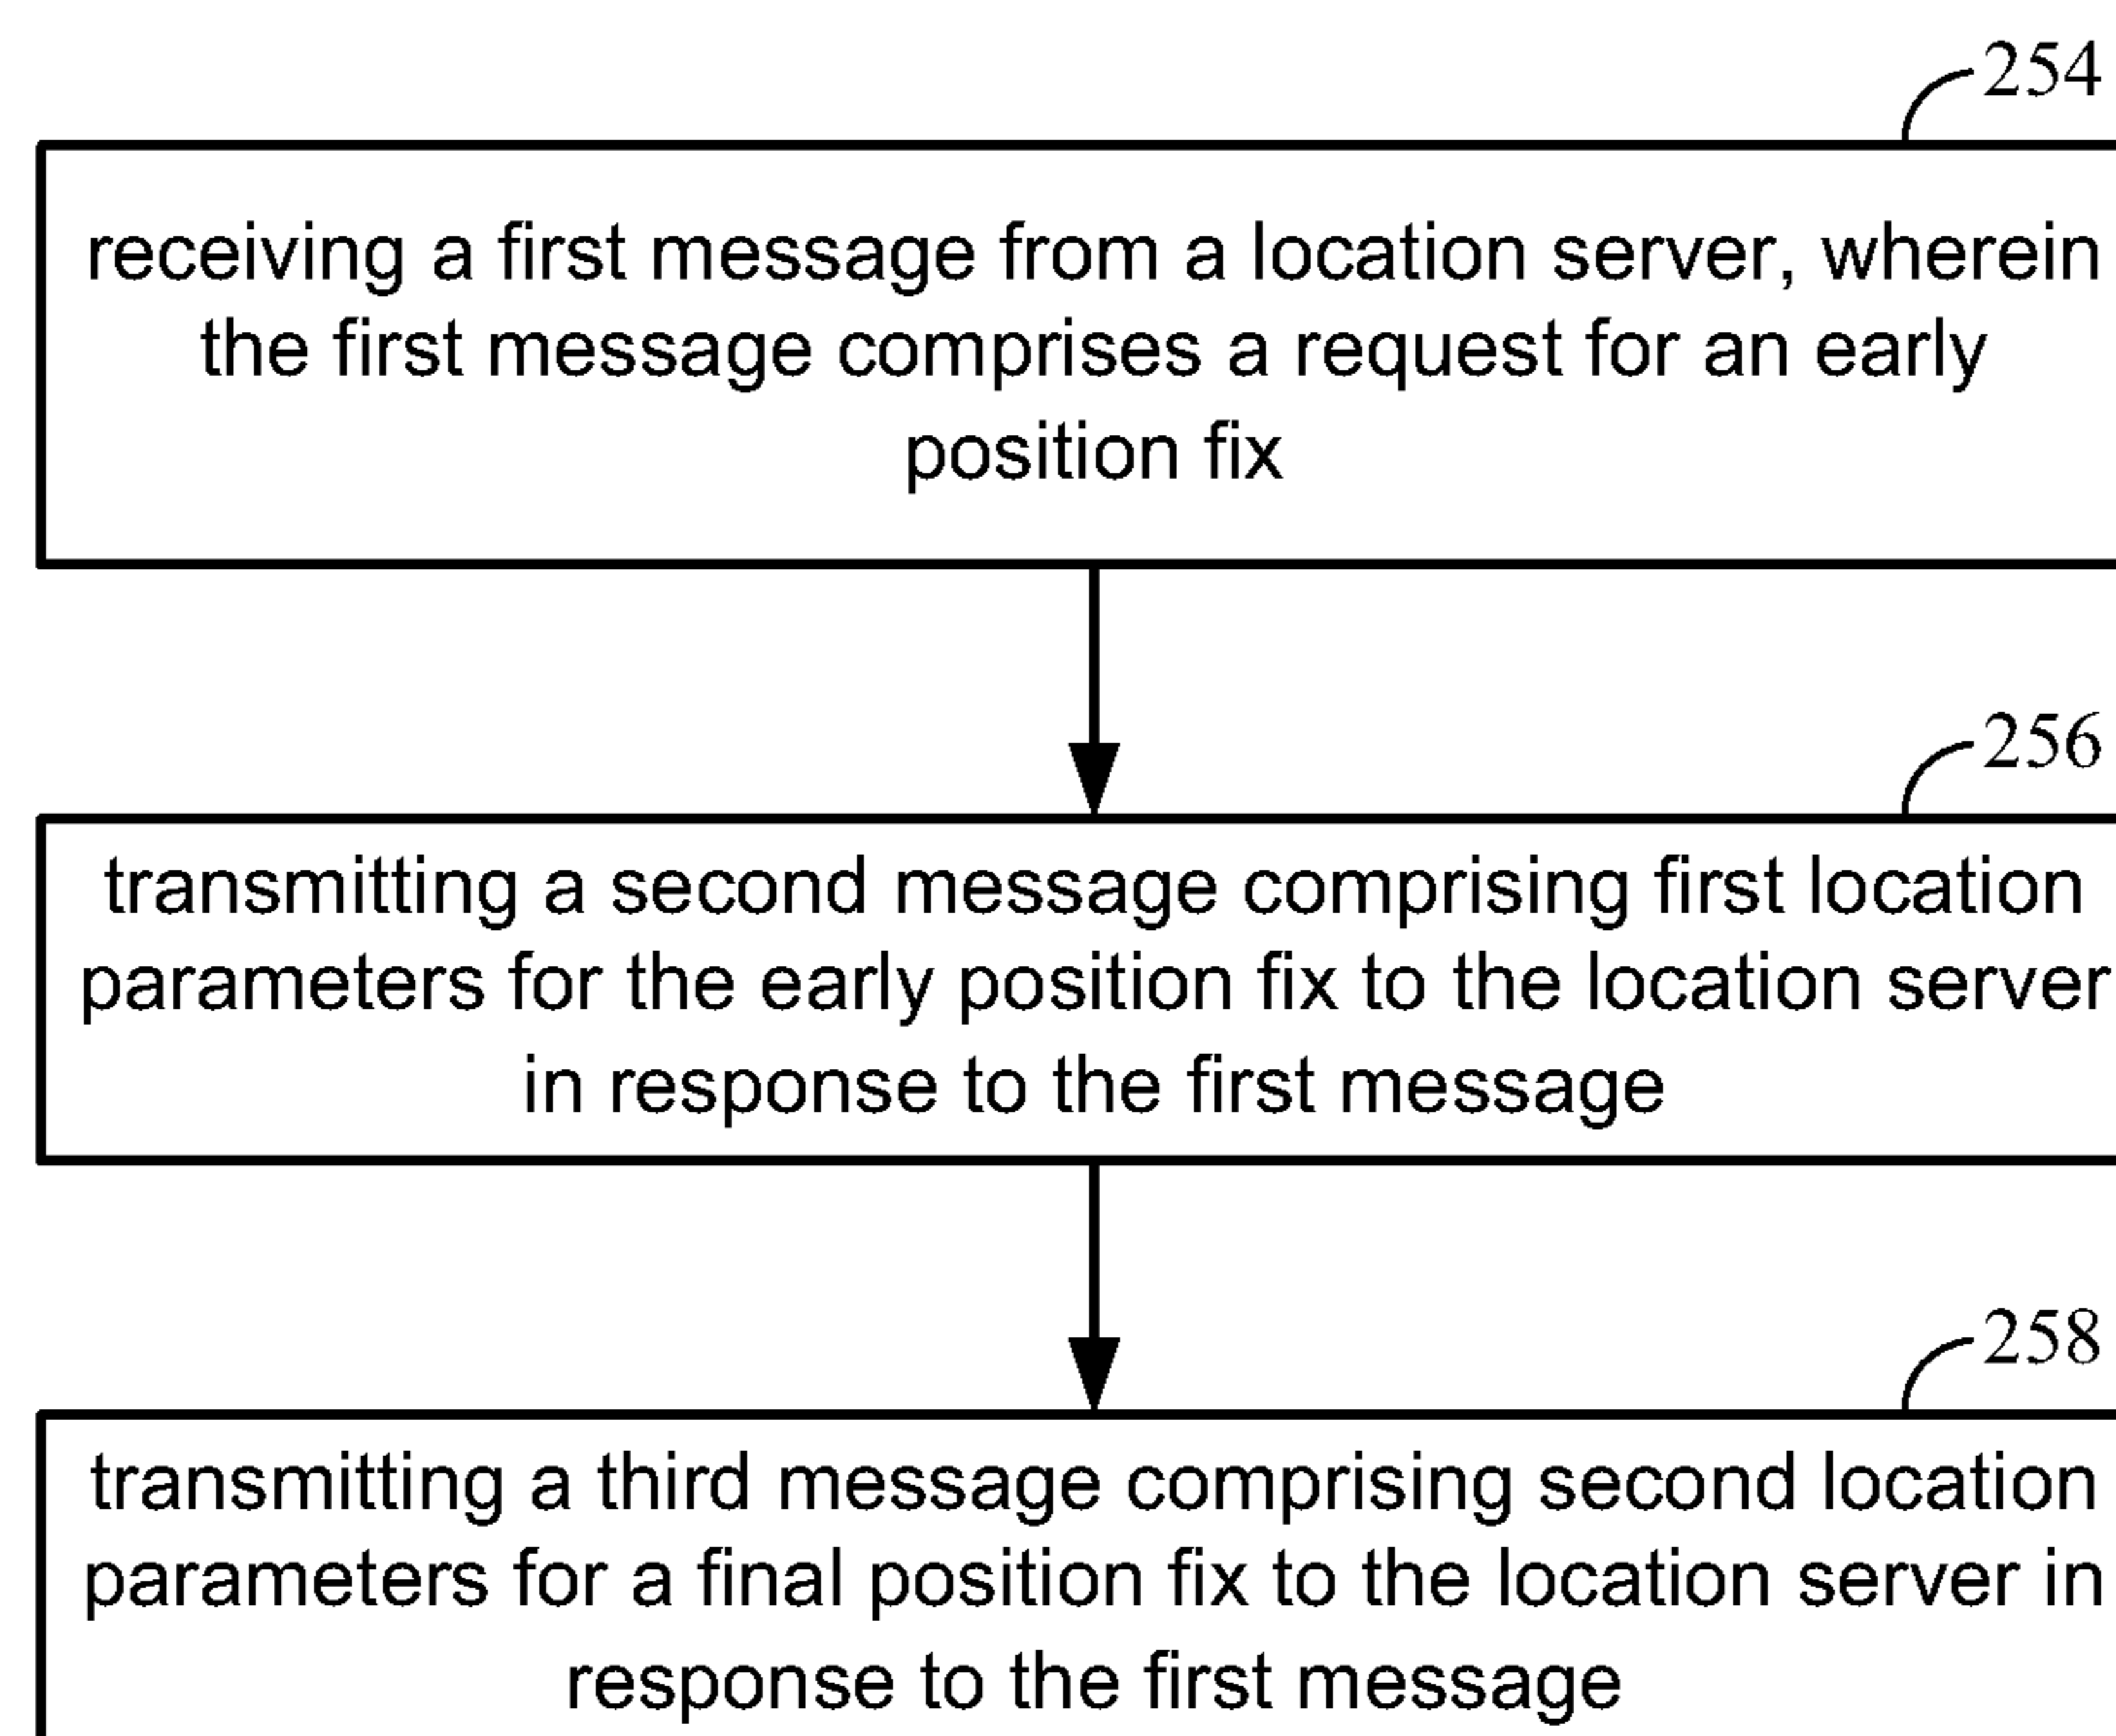 254
receiving a first message from a location server, wherein
the first message comprises a request for an early
position fix
256
transmitting a second message comprising first location
parameters for the early position fix to the location server
in response to the first message
258
transmitting a third message comprising second location
parameters for a final position fix to the location server in
response to the first message